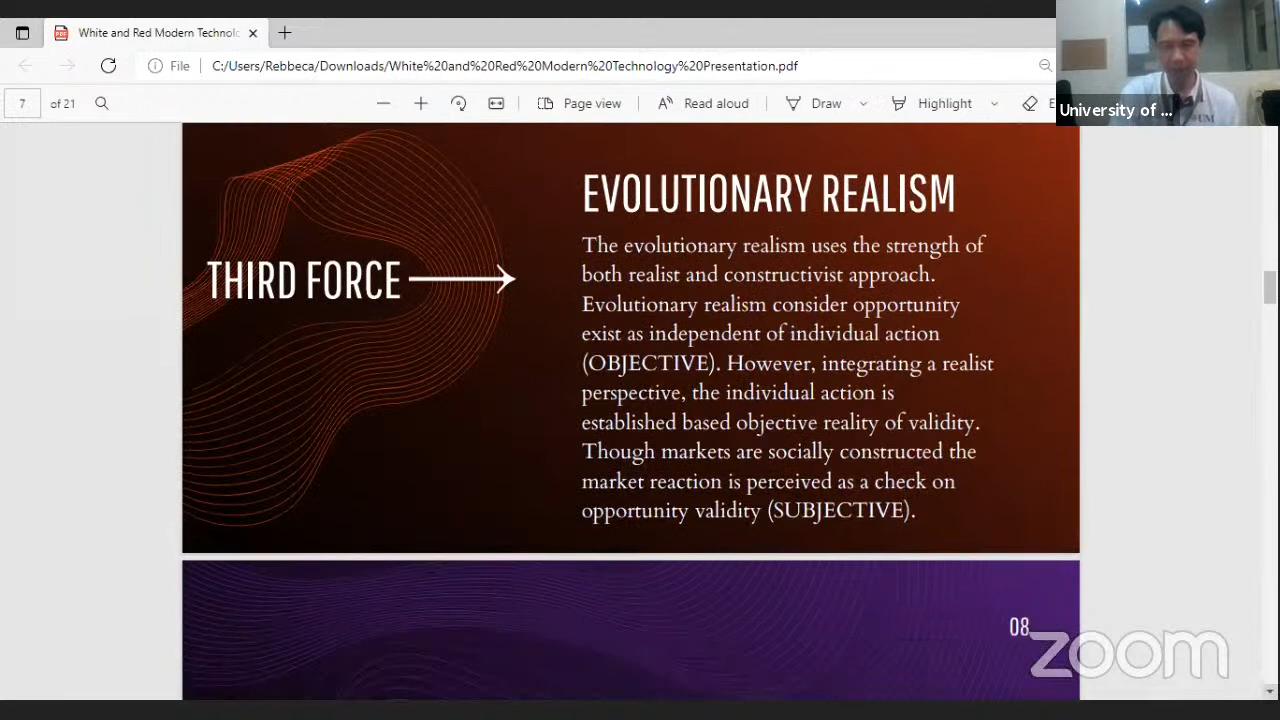 White and Red Modern Technolo
File
C:/Users/Rebbeca/Downloads/White%20and%20Red%20Modern%20Technology%20Presentation.pdf
7 of 21
Page view
Read aloud
Draw
Highlight
University of ...
UM
THIRD FORCE
EVOLUTIONARY REALISM
The evolutionary realism uses the strength of
both realist and constructivist approach.
Evolutionary realism consider opportunity
exist as independent of individual action
(OBJECTIVE). However, integrating a realist
perspective, the individual action is
established based objective reality of validity.
Though markets are socially constructed the
market reaction is perceived as a check on
opportunity validity (SUBJECTIVE).
08
zoom